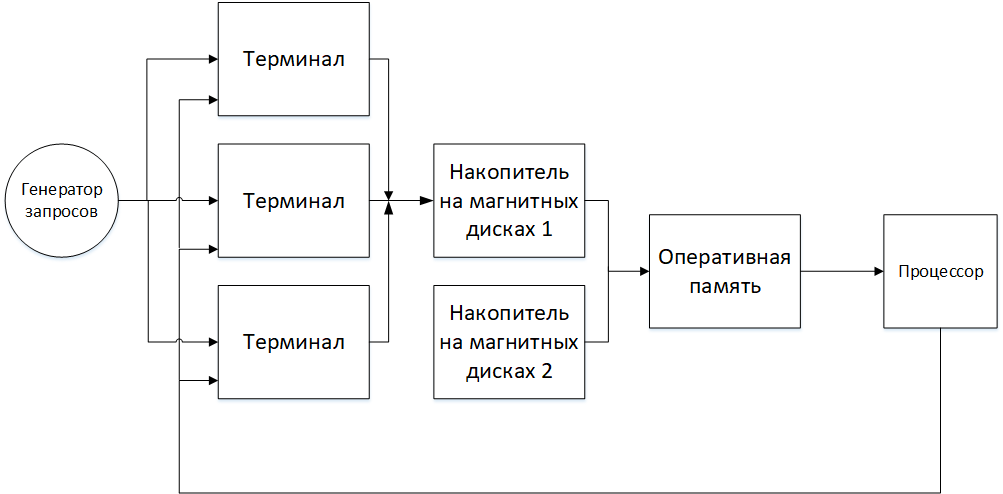 Терминал
Генератор
запросов
Терминал
Терминал
Накопитель
на магнитных
дисках 1
Накопитель
на магнитных
дисках 2
Оперативная
память
Процессор